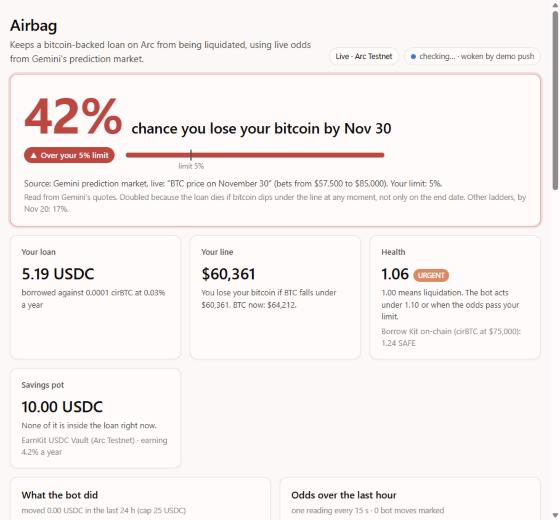 Airbag
Keeps a bitcoin-backed loan on Arc from being liquidated, using live odds
from Gemini's prediction market.
Live · Arc Testnet
checking... · woken by demo push
42% chance you lose your bitcoin by Nov 30
▲ Over your 5% limit
limit 5%
Source: Gemini prediction market, live: "BTC price on November 30" (bets from $57,500 to $85,000). Your limit: 5%.
Read from Gemini's quotes. Doubled because the loan dies if bitcoin dips under the line at any moment, not only on the end date. Other ladders, by
Nov 20: 17%.
Your loan
5.19 USDC
borrowed against 0.0001 cirBTC at 0.03%
a year
Your line
$60,361
You lose your bitcoin if BTC falls under
$60,361. BTC now: $64,212.
Health
1.06 URGENT
1.00 means liquidation. The bot acts
under 1.10 or when the odds pass your
limit.
Borrow Kit on-chain (cirBTC at $75,000):
1.24 SAFE
Savings pot
10.00 USDC
None of it is inside the loan right now.
EarnKit USDC Vault (Arc Testnet) · earning
4.2% a year
What the bot did
moved 0.00 USDC in the last 24 h (cap 25 USDC)
Odds over the last hour
one reading every 15 s · 0 bot moves marked